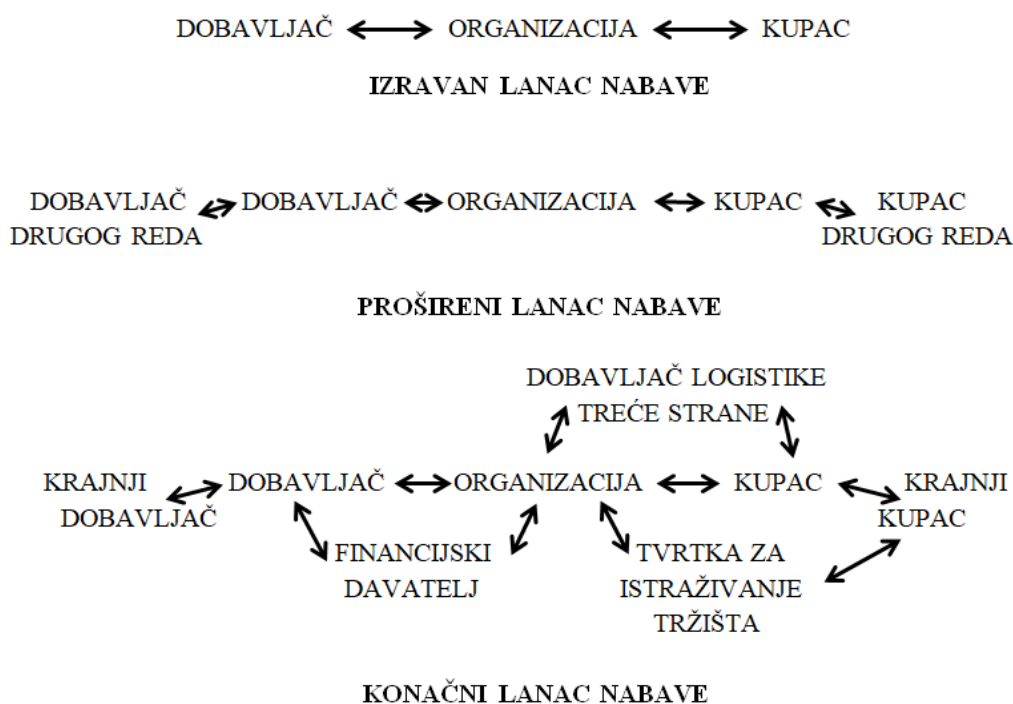 DOBAVLJAČ ORGANIZACIJA KUPAC
IZRAVAN LANAC NABAVE
DOBAVLJAČ DOBAVLJAČ ORGANIZACIJA KUPAC KUPAC
DRUGOG REDA DRUGOG REDA
PROŠIRENI LANAC NABAVE
DOBAVLJAČ LOGISTIKE
TREĆE STRANE
KRAJNJI DOBAVLJAČ ORGANIZACIJA KUPAC KRAJNJI
DOBAVLJAČ KUPAC
FINANCIJSKI TVRTKA ZA
DAVATELJ ISTRAŽIVANJE
TRŽIŠTA
KONAČNI LANAC NABAVE